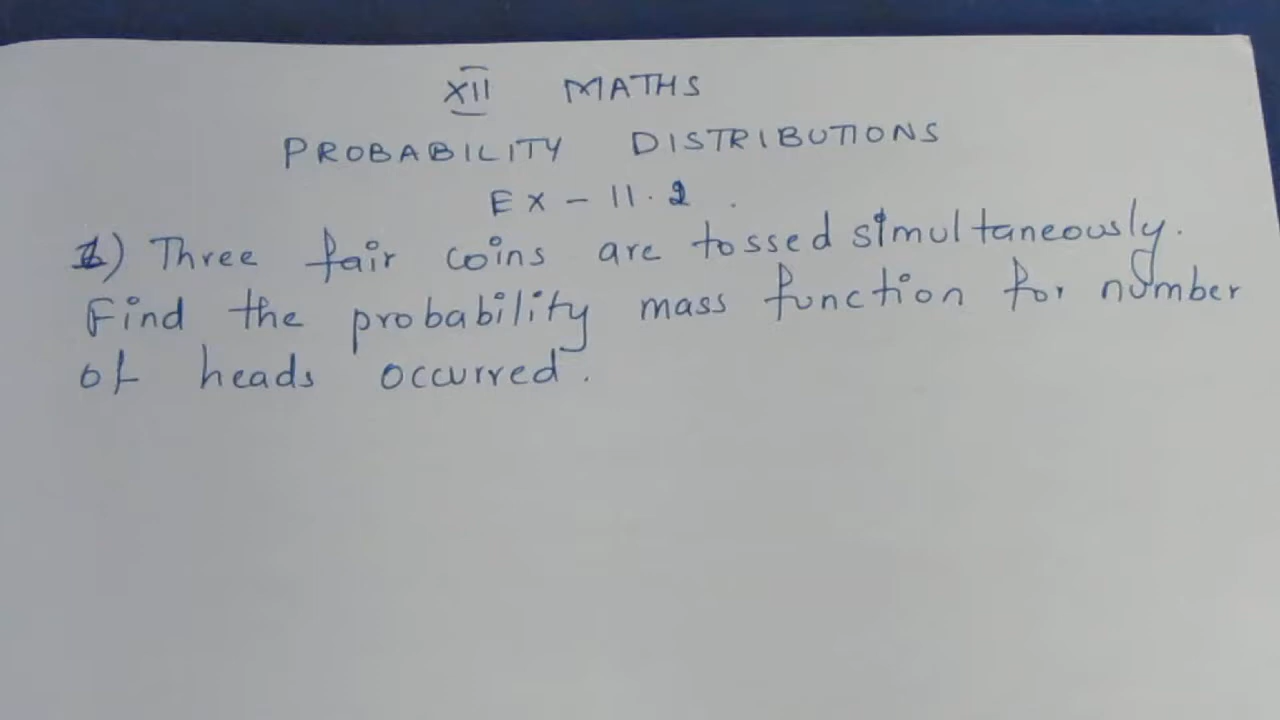 XII MATHS
PROBABILITY DISTRIBUTIONS
EX - 11.2.
1) Three fair coins are tossed simultaneously.
Find the probability mass function for number
of heads occurred.